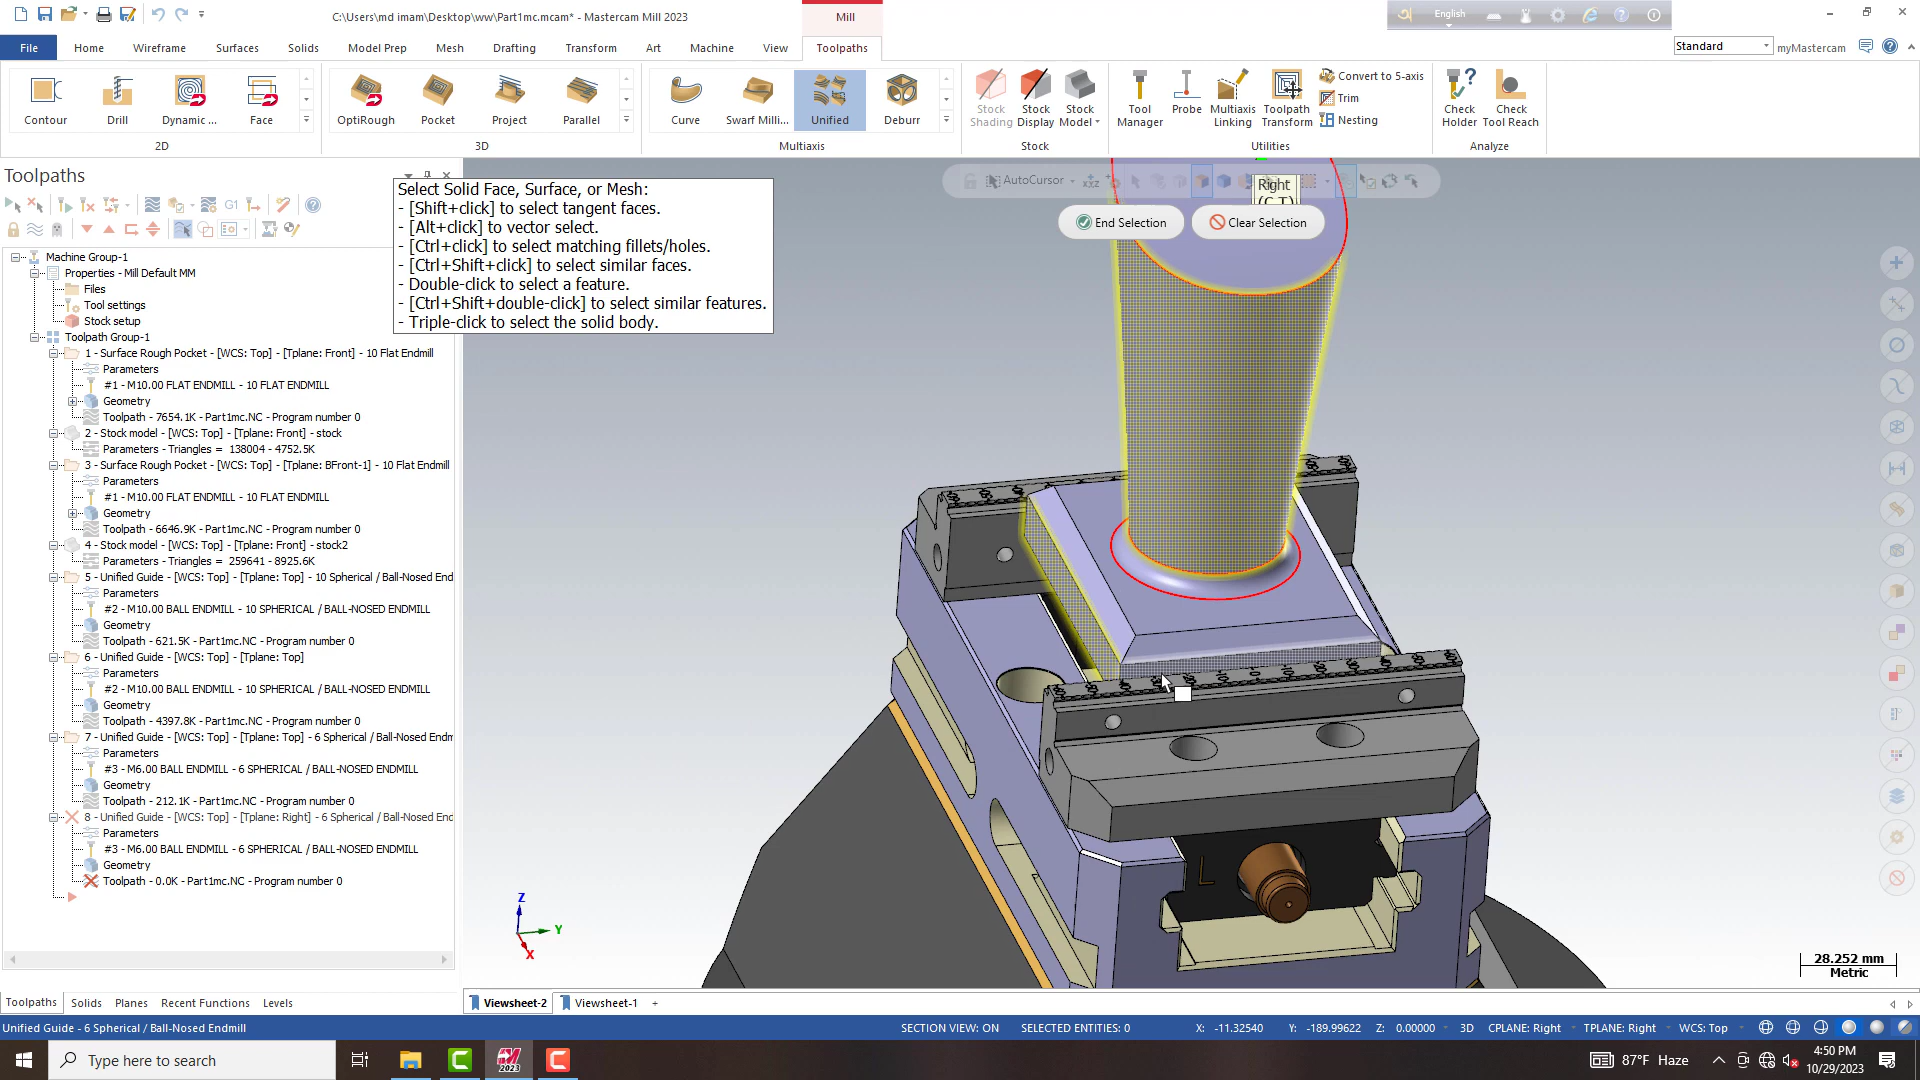 C:\Users\md imam\Desktop\ww\Part1mc.mcam* - Mastercam Mill 2023
Mill
English
File
Home
Wireframe
Surfaces
Solids
Model Prep
Mesh
Drafting
Transform
Art
Machine
View
Toolpaths
Standard
myMastercam
Contour
Drill
Dynamic ...
Face
OptiRough
Pocket
Project
Parallel
Curve
Swarf Milli...
Unified
Deburr
Stock Shading
Stock Display
Stock Model
Tool Manager
Probe
Multiaxis Linking
Toolpath Transform
Convert to 5-axis
Trim
Nesting
Check Holder
Check Tool Reach
2D
3D
Multiaxis
Stock
Utilities
Analyze
Toolpaths
G1
Machine Group-1
Properties - Mill Default MM
Files
Tool settings
Stock setup
Toolpath Group-1
1 - Surface Rough Pocket - [WCS: Top] - [Tplane: Front] - 10 Flat Endmill
Parameters
#1 - M10.00 FLAT ENDMILL - 10 FLAT ENDMILL
Geometry
Toolpath - 7654.1K - Part1mc.NC - Program number 0
2 - Stock model - [WCS: Top] - [Tplane: Front] - stock
Parameters - Triangles = 138004 - 4752.5K
3 - Surface Rough Pocket - [WCS: Top] - [Tplane: BFront-1] - 10 Flat Endmill
Parameters
#1 - M10.00 FLAT ENDMILL - 10 FLAT ENDMILL
Geometry
Toolpath - 6646.9K - Part1mc.NC - Program number 0
4 - Stock model - [WCS: Top] - [Tplane: Front] - stock2
Parameters - Triangles = 259641 - 8925.6K
5 - Unified Guide - [WCS: Top] - [Tplane: Top] - 10 Spherical / Ball-Nosed End
Parameters
#2 - M10.00 BALL ENDMILL - 10 SPHERICAL / BALL-NOSED ENDMILL
Geometry
Toolpath - 621.5K - Part1mc.NC - Program number 0
6 - Unified Guide - [WCS: Top] - [Tplane: Top]
Parameters
#2 - M10.00 BALL ENDMILL - 10 SPHERICAL / BALL-NOSED ENDMILL
Geometry
Toolpath - 4397.8K - Part1mc.NC - Program number 0
7 - Unified Guide - [WCS: Top] - [Tplane: Top] - 6 Spherical / Ball-Nosed Endm
Parameters
#3 - M6.00 BALL ENDMILL - 6 SPHERICAL / BALL-NOSED ENDMILL
Geometry
Toolpath - 212.1K - Part1mc.NC - Program number 0
8 - Unified Guide - [WCS: Top] - [Tplane: Right] - 6 Spherical / Ball-Nosed End
Parameters
#3 - M6.00 BALL ENDMILL - 6 SPHERICAL / BALL-NOSED ENDMILL
Geometry
Toolpath - 0.0K - Part1mc.NC - Program number 0
Select Solid Face, Surface, or Mesh:
- [Shift+click] to select tangent faces.
- [Alt+click] to vector select.
- [Ctrl+click] to select matching fillets/holes.
- [Ctrl+Shift+click] to select similar faces.
- Double-click to select a feature.
- [Ctrl+Shift+double-click] to select similar features.
- Triple-click to select the solid body.
AutoCursor
Right
(C,T)
End Selection
Clear Selection
L
Z
Y
X
28.252 mm
Metric
Toolpaths
Solids
Planes
Recent Functions
Levels
Viewsheet-2
Viewsheet-1
+
Unified Guide - 6 Spherical / Ball-Nosed Endmill
SECTION VIEW: ON
SELECTED ENTITIES: 0
X: -11.32540
Y: -189.99622
Z: 0.00000
3D
CPLANE: Right
TPLANE: Right
WCS: Top
Type here to search
2023
87°F Haze
4:50 PM
10/29/2023